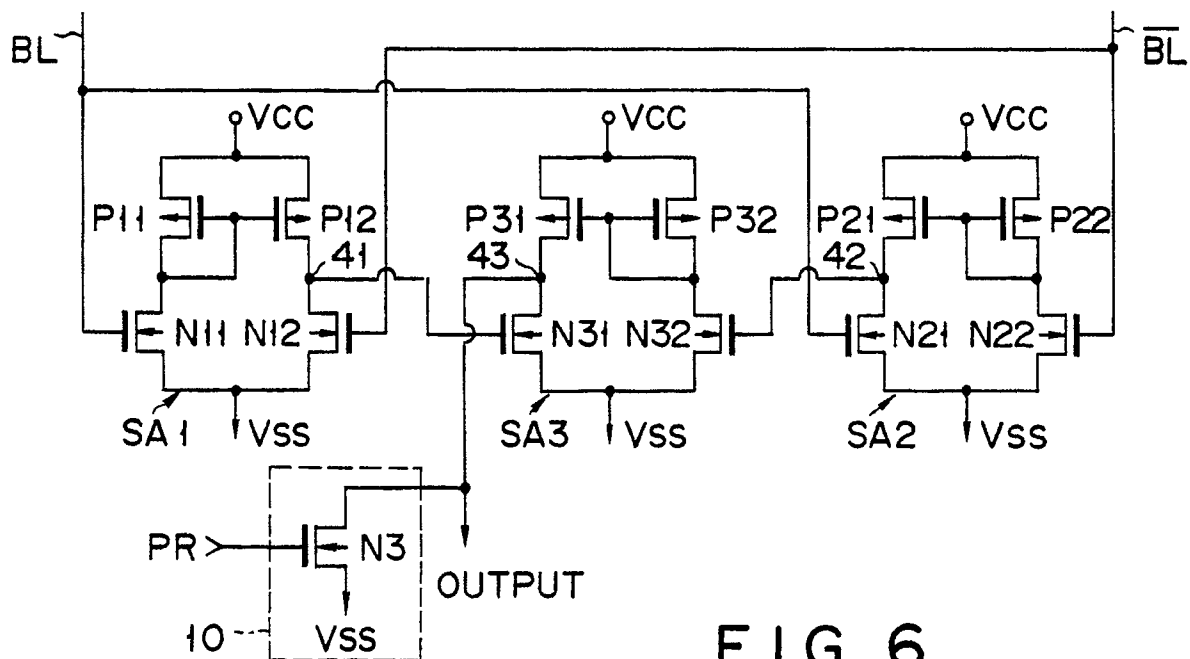 BL
B̅L̅
VCC
VCC
VCC
P11
P12
P31
P32
P21
P22
41
43
42
N11
N12
N31
N32
N21
N22
SA1
VSS
SA3
VSS
SA2
VSS
PR
N3
OUTPUT
10
VSS
FIG. 6